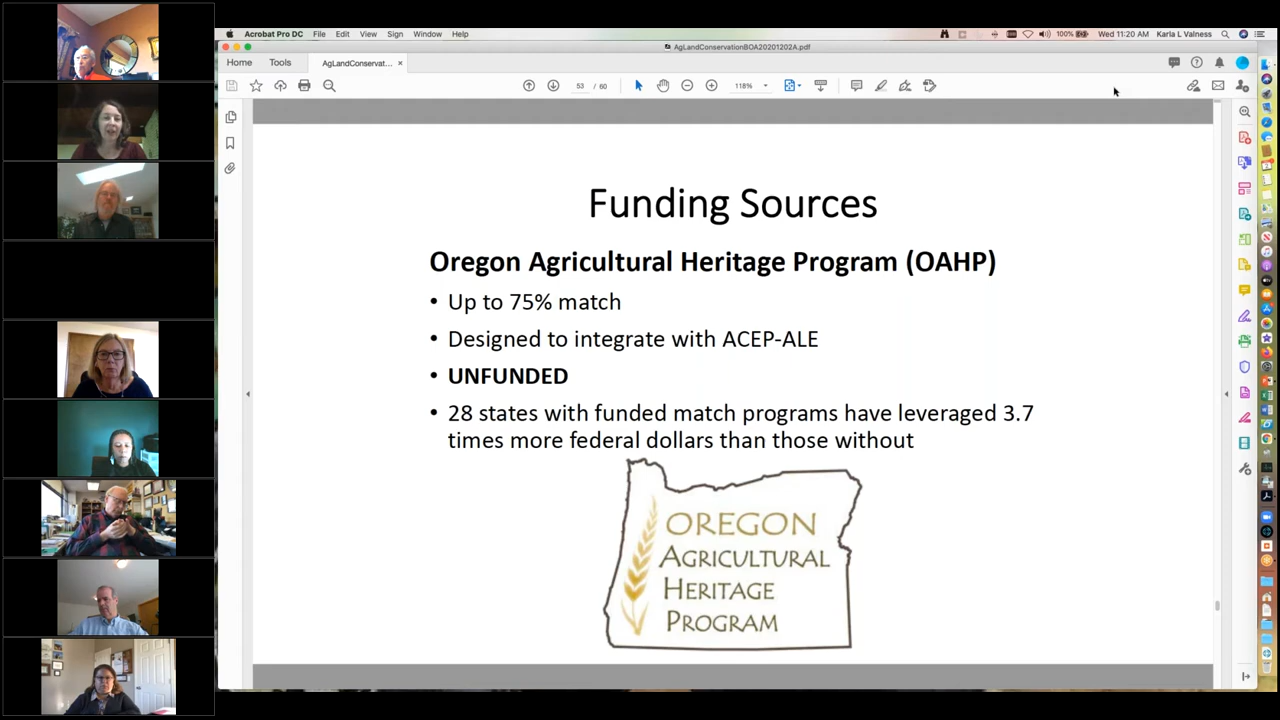 Acrobat Pro DC File Edit View Sign Window Help 100% Wed 11:20 AM Karla L Valness
AgLandConservationBOA20201202A.pdf
Home Tools AgLandConservat... ×
53 / 60 118%
Funding Sources
Oregon Agricultural Heritage Program (OAHP)
• Up to 75% match
• Designed to integrate with ACEP-ALE
• UNFUNDED
• 28 states with funded match programs have leveraged 3.7
times more federal dollars than those without
OREGON
AGRICULTURAL
HERITAGE
PROGRAM